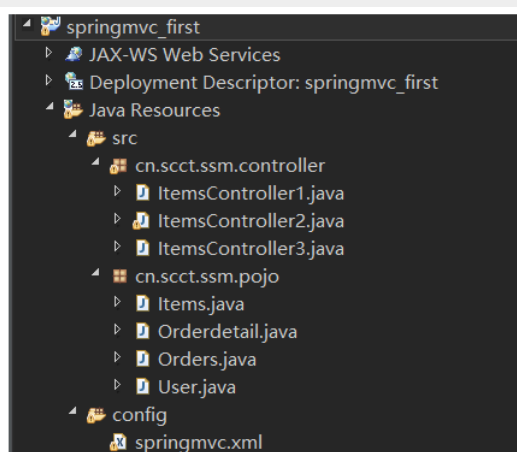 springmvc_first
JAX-WS Web Services
Deployment Descriptor: springmvc_first
Java Resources
src
cn.scct.ssm.controller
ItemsController1.java
ItemsController2.java
ItemsController3.java
cn.scct.ssm.pojo
Items.java
Orderdetail.java
Orders.java
User.java
config
springmvc.xml